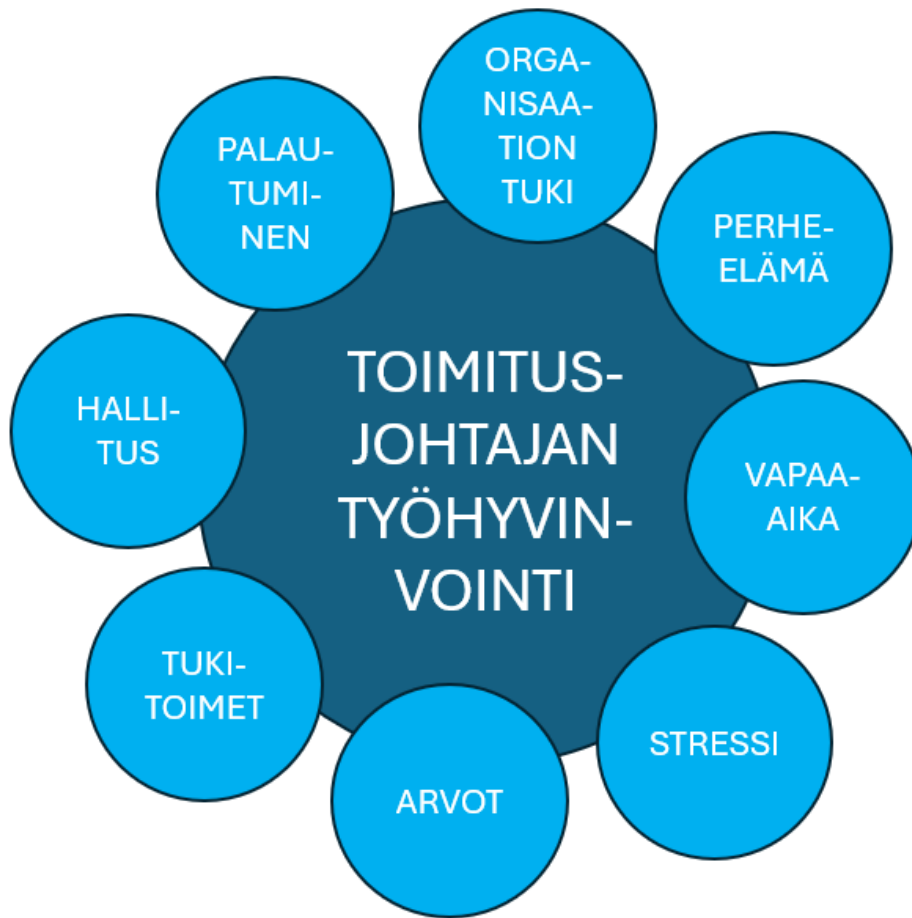 ORGA-
NISAA-
TION
TUKI
PALAU-
TUMI-
NEN
PERHE-
ELÄMÄ
TOIMITUS-
JOHTAJAN
TYÖHYVIN-
VOINTI
HALLI-
TUS
VAPAA-
AIKA
TUKI-
TOIMET
STRESSI
ARVOT